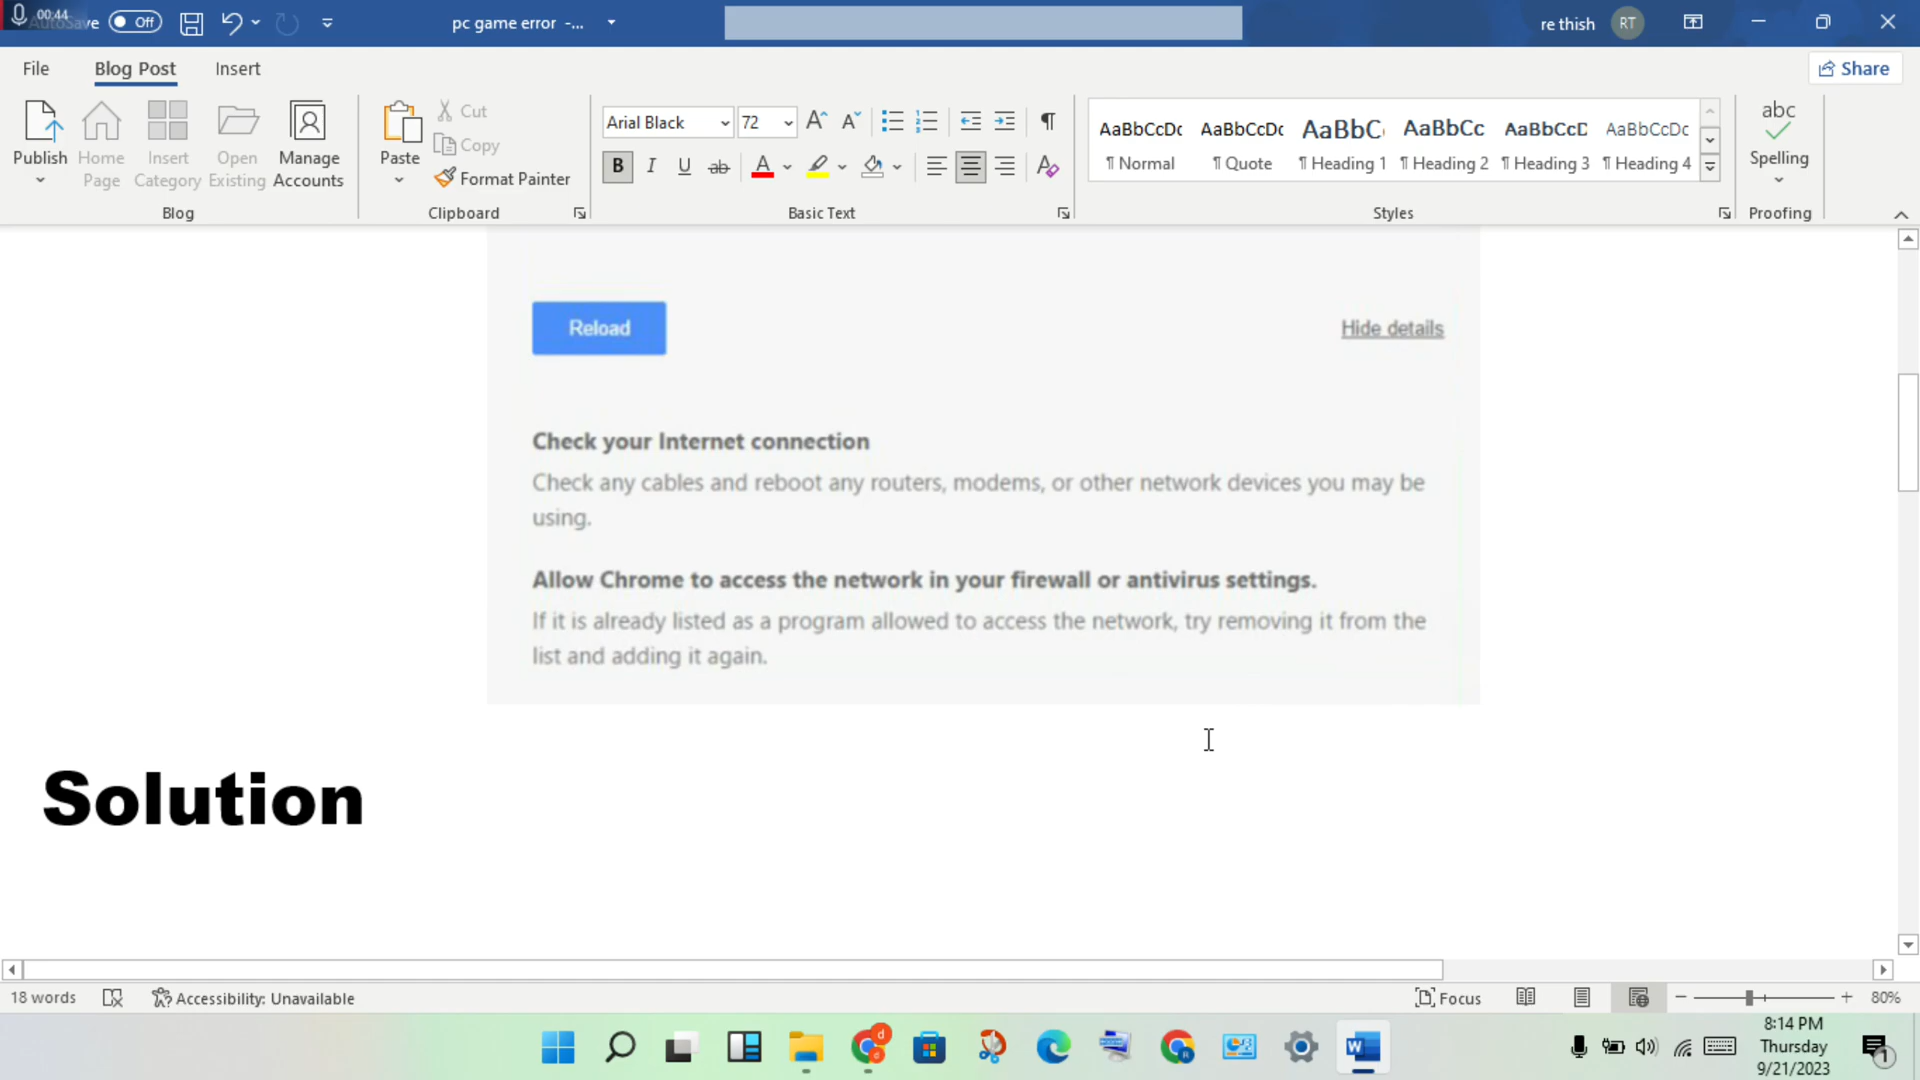 00:44
AutoSave Off
pc game error -...
re thish RT
File Blog Post Insert
Share
Publish
Home Page
Insert Category
Open Existing
Manage Accounts
Blog
Paste
Cut
Copy
Format Painter
Clipboard
Arial Black 72
Basic Text
AaBbCcDc AaBbCcDc AaBbC AaBbCc AaBbCcD AaBbCcDc
¶ Normal ¶ Quote ¶ Heading 1 ¶ Heading 2 ¶ Heading 3 ¶ Heading 4
Styles
abc
Spelling
Proofing
Reload Hide details
Check your Internet connection
Check any cables and reboot any routers, modems, or other network devices you may be
using.
Allow Chrome to access the network in your firewall or antivirus settings.
If it is already listed as a program allowed to access the network, try removing it from the
list and adding it again.
Solution
18 words Accessibility: Unavailable Focus 80%
8:14 PM
Thursday
9/21/2023
1